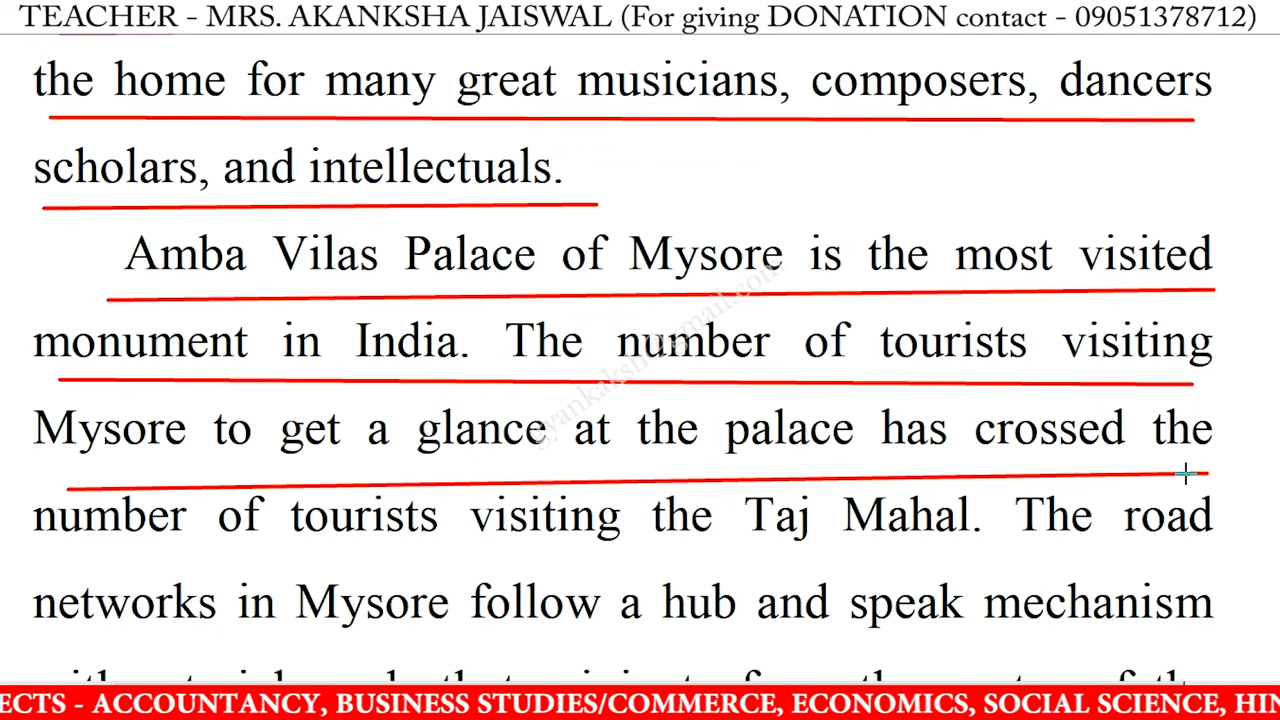 TEACHER - MRS. AKANKSHA JAISWAL (For giving DONATION contact - 09051378712)
the home for many great musicians, composers, dancers
scholars, and intellectuals.
Amba Vilas Palace of Mysore is the most visited
monument in India. The number of tourists visiting
gyankaksh@gmail.com
Mysore to get a glance at the palace has crossed the
number of tourists visiting the Taj Mahal. The road
networks in Mysore follow a hub and speak mechanism
ECTS - ACCOUNTANCY, BUSINESS STUDIES/COMMERCE, ECONOMICS, SOCIAL SCIENCE, HIN